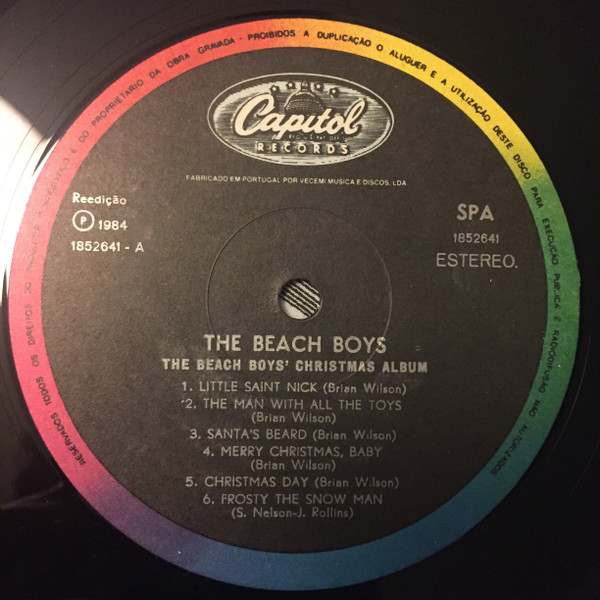 RESERVADOS TODOS OS DIREITOS DO PRODUTOR FONOGRÁFICO E DO PROPRIETARIO DA OBRA GRAVADA - PROIBIDOS A DUPLICAÇÃO O ALUGUER E A UTILIZAÇÃO DESTE DISCO PARA EXECUÇÃO PUBLICA E RADIODIFUSÃO NÃO AUTORIZADOS
Capitol
RECORDS
FABRICADO EM PORTUGAL POR VECEMI MUSICA E DISCOS, LDA
Reedição
Ⓟ 1984
1852641 - A
SPA
1852641
ESTEREO.
THE BEACH BOYS
THE BEACH BOYS' CHRISTMAS ALBUM
1. LITTLE SAINT NICK (Brian Wilson)
2. THE MAN WITH ALL THE TOYS
(Brian Wilson)
3. SANTA'S BEARD (Brian Wilson)
4. MERRY CHRISTMAS, BABY
(Brian Wilson)
5. CHRISTMAS DAY (Brian Wilson)
6. FROSTY THE SNOW MAN
(S. Nelson-J. Rollins)